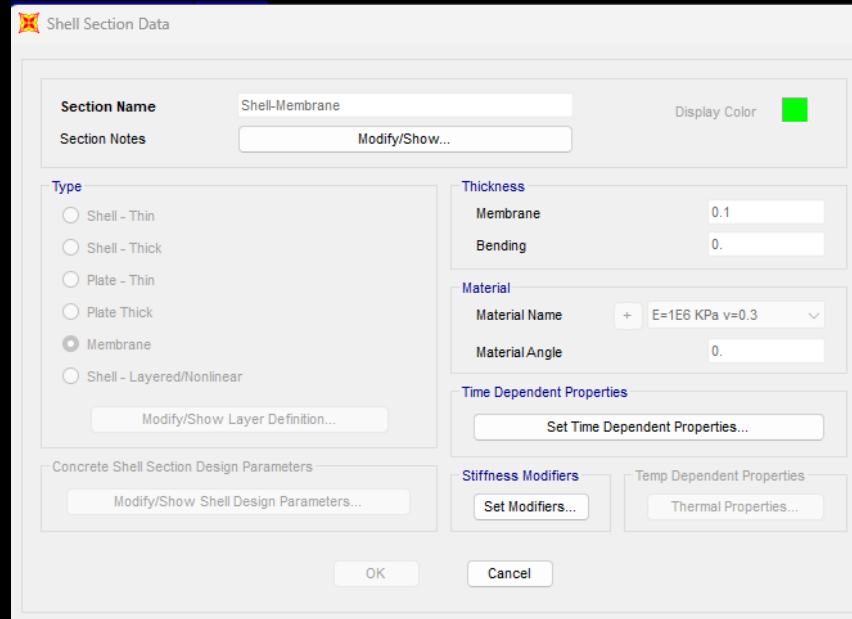 Shell Section Data
Section Name
Shell-Membrane
Display Color
Section Notes
Modify/Show...
Type
Shell - Thin
Shell - Thick
Plate - Thin
Plate Thick
Membrane
Shell - Layered/Nonlinear
Modify/Show Layer Definition...
Concrete Shell Section Design Parameters
Modify/Show Shell Design Parameters...
Thickness
Membrane
0.1
Bending
0.
Material
Material Name
+
E=1E6 KPa v=0.3
Material Angle
0.
Time Dependent Properties
Set Time Dependent Properties...
Stiffness Modifiers
Set Modifiers...
Temp Dependent Properties
Thermal Properties...
OK
Cancel